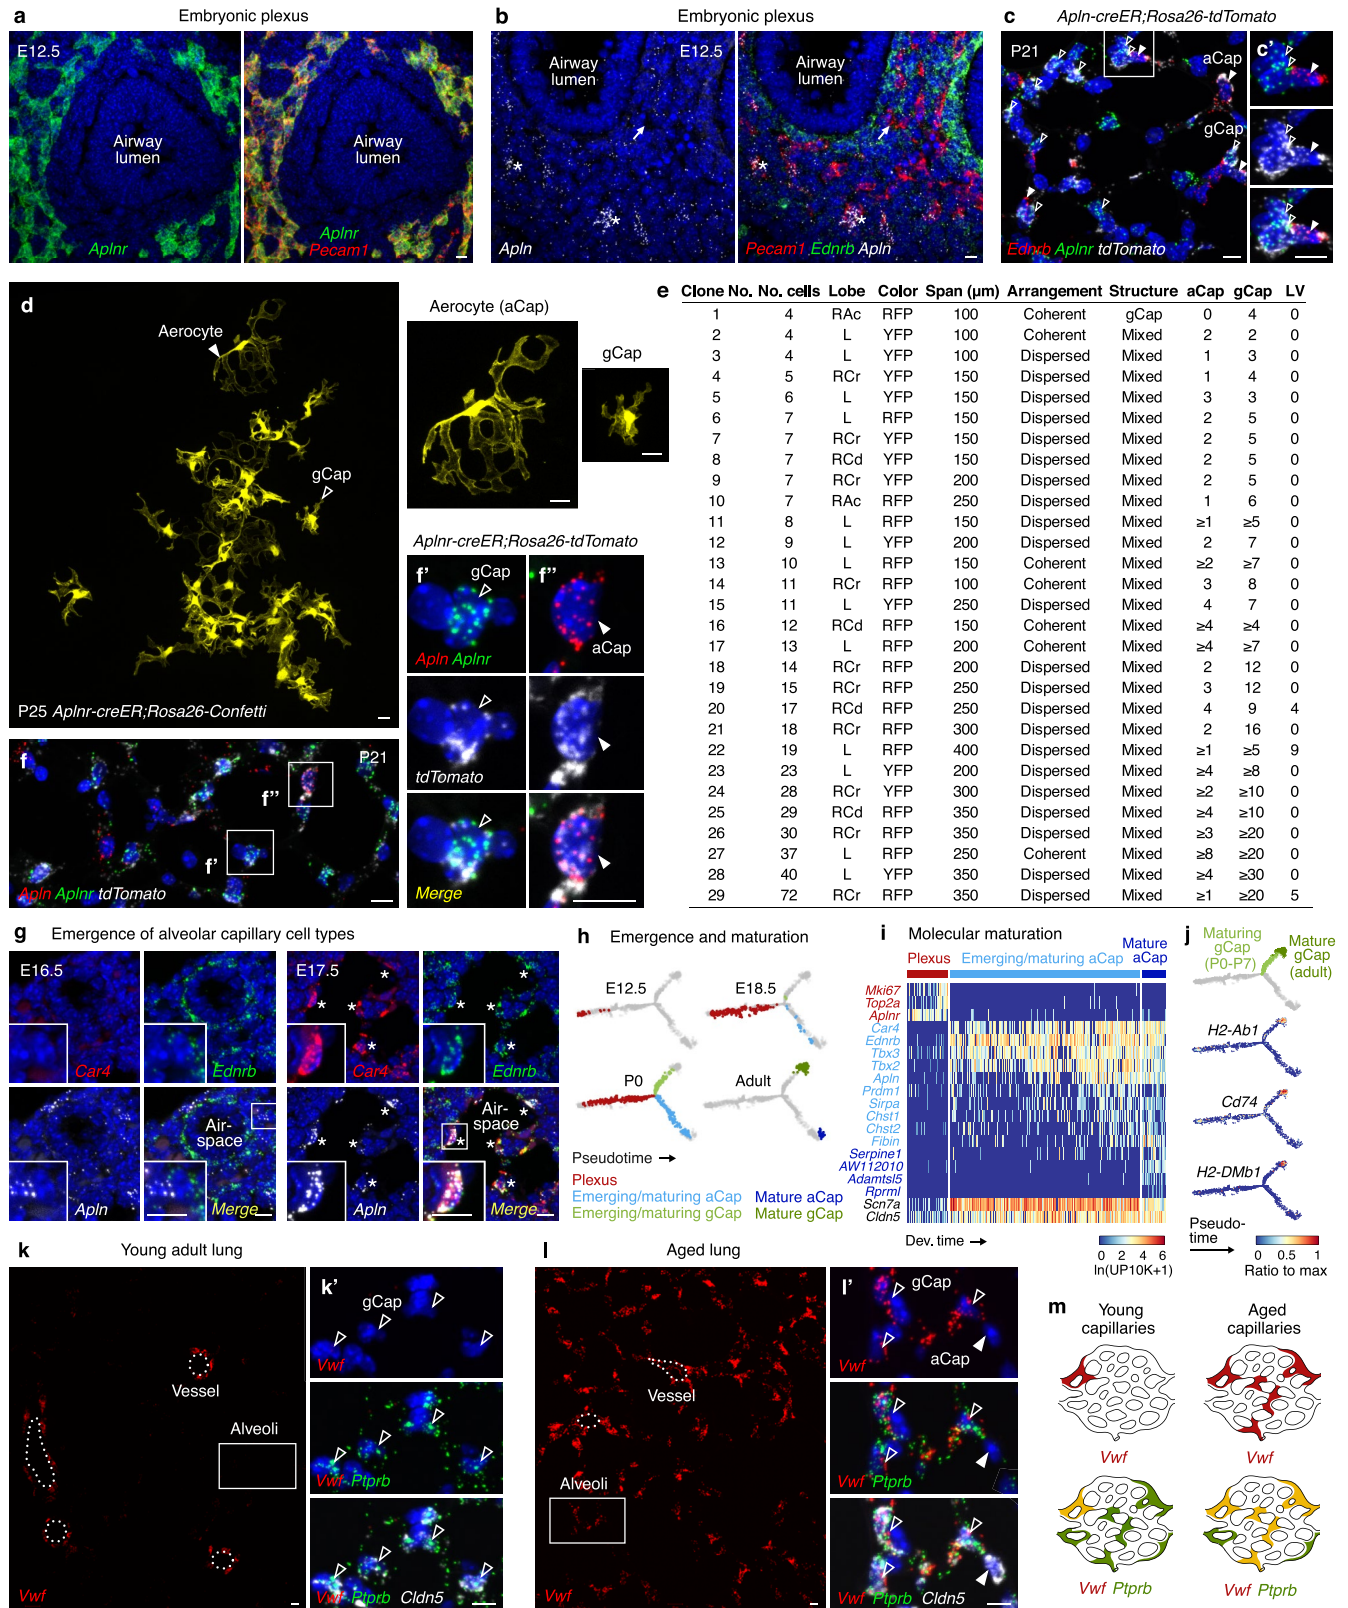 a Embryonic plexus
E12.5
Airway
lumen
Aplnr
Airway
lumen
Aplnr
Pecam1
b Embryonic plexus
Airway
lumen
E12.5
*
*
Apln
Airway
lumen
*
*
Pecam1 Ednrb Apln
c Apln-creER;Rosa26-tdTomato
P21
aCap
gCap
Ednrb Aplnr tdTomato
c'
d
Aerocyte
gCap
P25 Aplnr-creER;Rosa26-Confetti
Aerocyte (aCap)
gCap
e Clone No. No. cells Lobe Color Span (µm) Arrangement Structure aCap gCap LV
1 4 RAc RFP 100 Coherent gCap 0 4 0
2 4 L YFP 100 Coherent Mixed 2 2 0
3 4 L YFP 100 Dispersed Mixed 1 3 0
4 5 RCr YFP 150 Dispersed Mixed 1 4 0
5 6 L YFP 150 Dispersed Mixed 3 3 0
6 7 L RFP 150 Dispersed Mixed 2 5 0
7 7 RCr YFP 150 Dispersed Mixed 2 5 0
8 7 RCd YFP 150 Dispersed Mixed 2 5 0
9 7 RCr YFP 200 Dispersed Mixed 2 5 0
10 7 RAc RFP 250 Dispersed Mixed 1 6 0
11 8 L RFP 150 Dispersed Mixed ≥1 ≥5 0
12 9 L YFP 200 Dispersed Mixed 2 7 0
13 10 L RFP 150 Coherent Mixed ≥2 ≥7 0
14 11 RCr RFP 100 Coherent Mixed 3 8 0
15 11 L YFP 250 Dispersed Mixed 4 7 0
16 12 RCd RFP 150 Coherent Mixed ≥4 ≥4 0
17 13 L RFP 200 Coherent Mixed ≥4 ≥7 0
18 14 RCr RFP 200 Dispersed Mixed 2 12 0
19 15 RCr RFP 250 Dispersed Mixed 3 12 0
20 17 RCd RFP 250 Dispersed Mixed 4 9 4
21 18 RCr RFP 300 Dispersed Mixed 2 16 0
22 19 L RFP 400 Dispersed Mixed ≥1 ≥5 9
23 23 L YFP 200 Dispersed Mixed ≥4 ≥8 0
24 28 RCr YFP 300 Dispersed Mixed ≥2 ≥10 0
25 29 RCd RFP 350 Dispersed Mixed ≥4 ≥10 0
26 30 RCr RFP 350 Dispersed Mixed ≥3 ≥20 0
27 37 L RFP 250 Coherent Mixed ≥8 ≥20 0
28 40 L YFP 350 Dispersed Mixed ≥4 ≥30 0
29 72 RCr RFP 350 Dispersed Mixed ≥1 ≥20 5
f
P21
f''
f'
Apln Aplnr tdTomato
Aplnr-creER;Rosa26-tdTomato
f'
gCap
Apln Aplnr
f''
aCap
tdTomato
Merge
g Emergence of alveolar capillary cell types
E16.5
Car4
Ednrb
Apln
Air-
space
Merge
E17.5
*
*
*
*
Car4
*
*
*
*
Ednrb
*
*
*
*
Apln
Air-
space
*
*
*
*
Merge
h Emergence and maturation
E12.5
E18.5
P0
Adult
Pseudotime
Plexus
Emerging/maturing aCap Mature aCap
Emerging/maturing gCap Mature gCap
i Molecular maturation
Plexus
Emerging/maturing aCap
Mature
aCap
Mki67
Top2a
Aplnr
Car4
Ednrb
Tbx3
Tbx2
Apln
Prdm1
Sirpa
Chst1
Chst2
Fibin
Serpine1
AW112010
Adamtsl5
Rprml
Scn7a
Cldn5
Dev. time
0 2 4 6
ln(UP10K+1)
j
Maturing
gCap
(P0-P7)
Mature
gCap
(adult)
H2-Ab1
Cd74
H2-DMb1
Pseudo-
time
0 0.5 1
Ratio to max
k Young adult lung
Vessel
Alveoli
Vwf
k'
gCap
Vwf
Vwf Ptprb
Vwf Ptprb Cldn5
l Aged lung
Vessel
Alveoli
Vwf
l'
gCap
aCap
Vwf
Vwf Ptprb
Vwf Ptprb Cldn5
m
Young
capillaries
Aged
capillaries
Vwf
Vwf
Vwf Ptprb
Vwf Ptprb